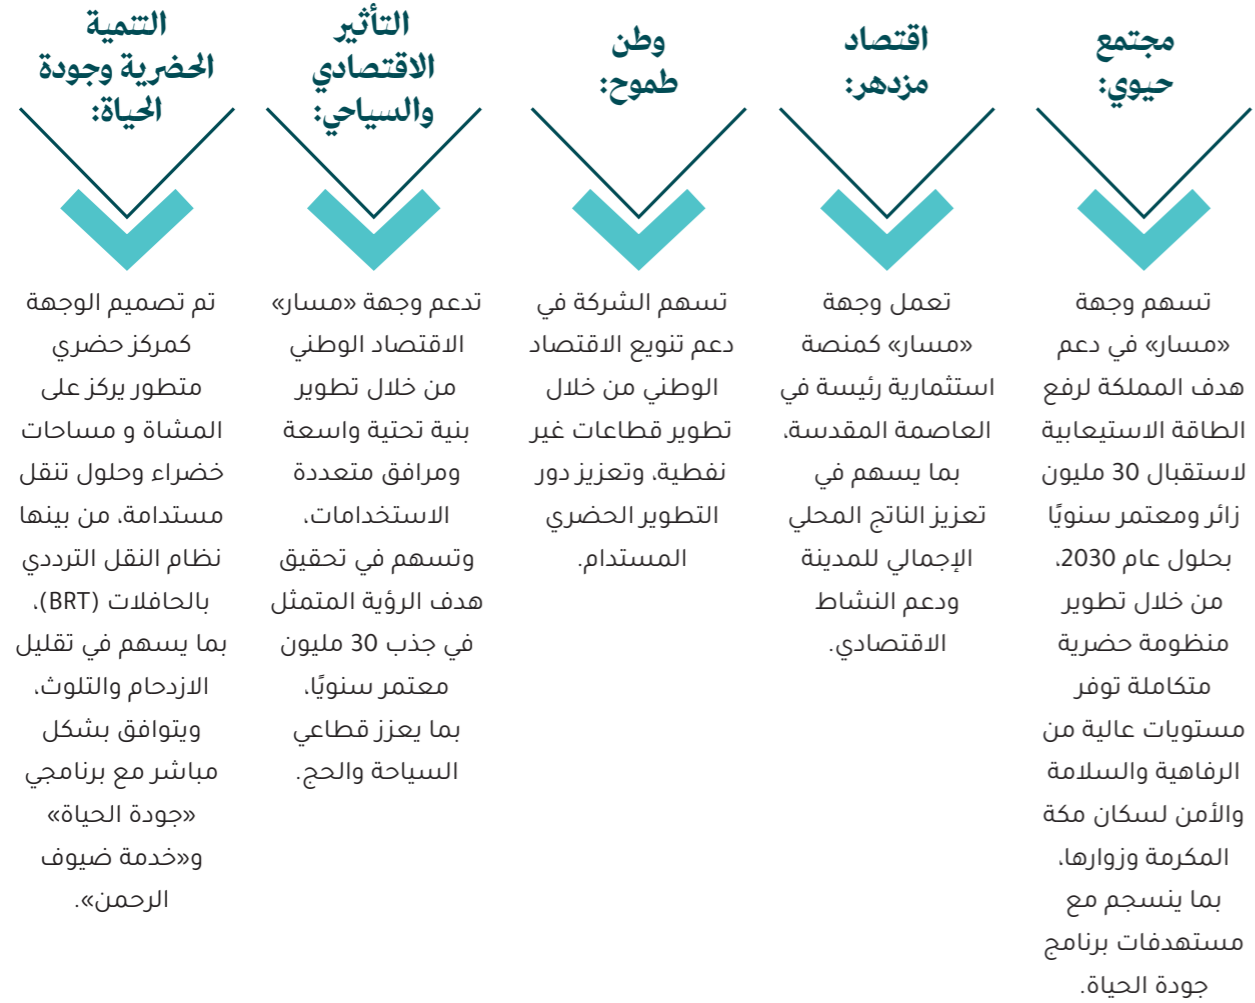 مجتمع
حيوي:
تسهم وجهة
«مسار» في دعم
هدف المملكة لرفع
الطاقة الاستيعابية
لاستقبال 30 مليون
زائر ومعتمر سنويًا
بحلول عام 2030،
من خلال تطوير
منظومة حضرية
متكاملة توفر
مستويات عالية من
الرفاهية والسلامة
والأمن لسكان مكة
المكرمة وزوارها،
بما ينسجم مع
مستهدفات برنامج
جودة الحياة.
اقتصاد
مزدهر:
تعمل وجهة
«مسار» كمنصة
استثمارية رئيسة في
العاصمة المقدسة،
بما يسهم في
تعزيز الناتج المحلي
الإجمالي للمدينة
ودعم النشاط
الاقتصادي.
وطن
طموح:
تسهم الشركة في
دعم تنويع الاقتصاد
الوطني من خلال
تطوير قطاعات غير
نفطية، وتعزيز دور
التطوير الحضري
المستدام.
التأثير
الاقتصادي
والسياحي:
تدعم وجهة «مسار»
الاقتصاد الوطني
من خلال تطوير
بنية تحتية واسعة
ومرافق متعددة
الاستخدامات،
وتسهم في تحقيق
هدف الرؤية المتمثل
في جذب 30 مليون
معتمر سنويًا،
بما يعزز قطاعي
السياحة والحج.
التنمية
الحضرية وجودة
الحياة:
تم تصميم الوجهة
كمركز حضري
متطور يركز على
المشاة و مساحات
خضراء وحلول تنقل
مستدامة، من بينها
نظام النقل الترددي
بالحافلات (BRT)،
بما يسهم في تقليل
الازدحام والتلوث،
ويتوافق بشكل
مباشر مع برنامجي
«جودة الحياة»
و«خدمة ضيوف
الرحمن».